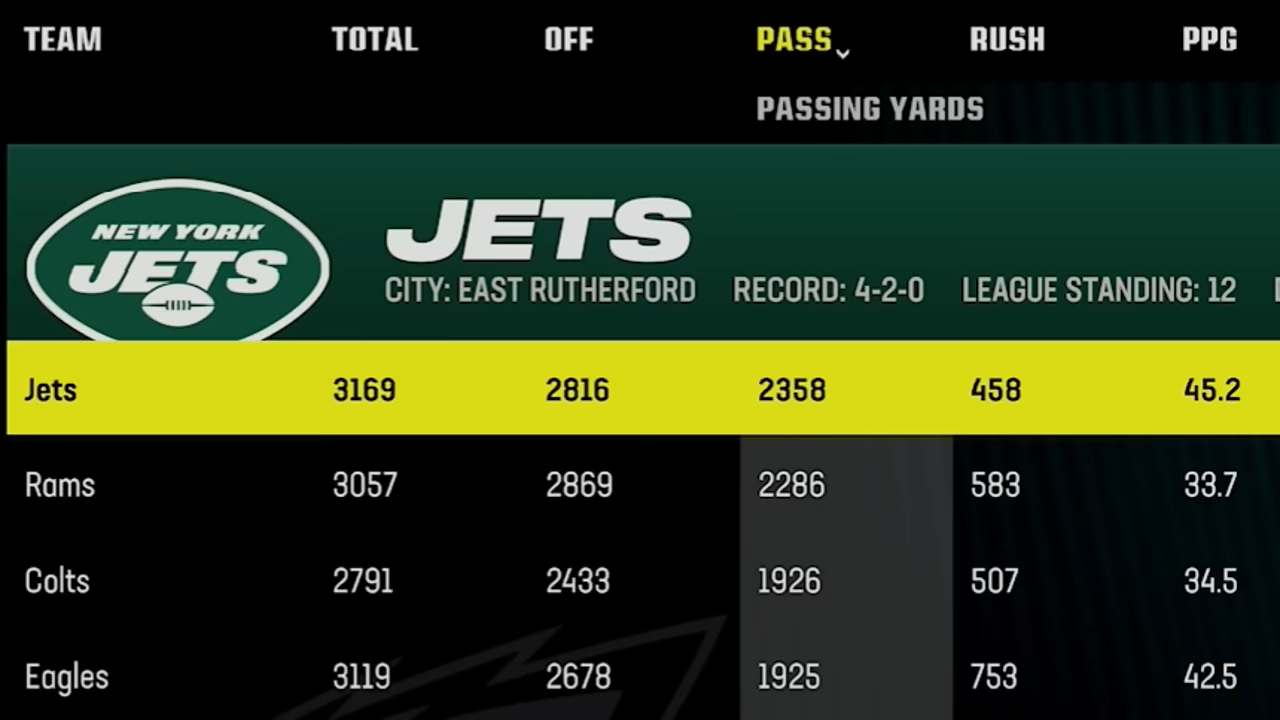 TEAM TOTAL OFF PASS RUSH PPG
PASSING YARDS
NEW YORK
JETS
JETS
CITY: EAST RUTHERFORD RECORD: 4-2-0 LEAGUE STANDING: 12
Jets 3169 2816 2358 458 45.2
Rams 3057 2869 2286 583 33.7
Colts 2791 2433 1926 507 34.5
Eagles 3119 2678 1925 753 42.5